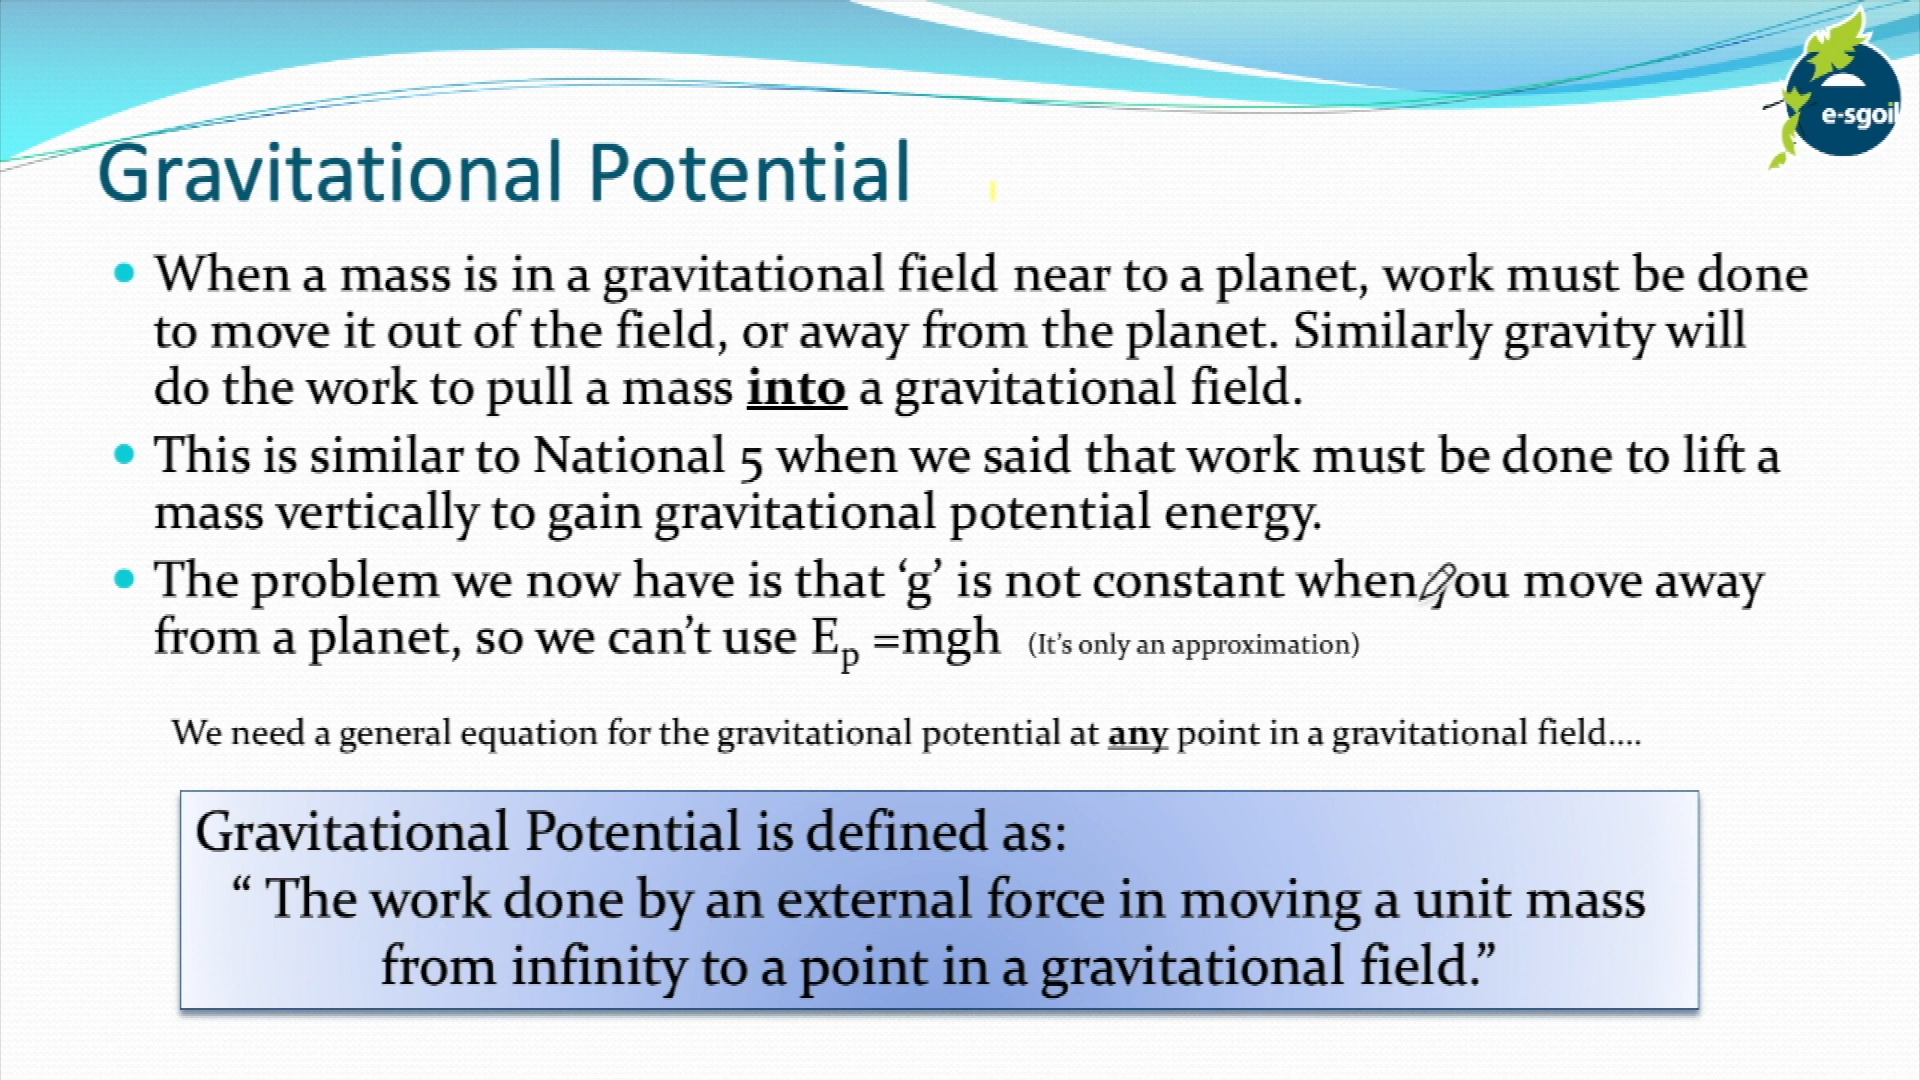 e-sgoil
Gravitational Potential
• When a mass is in a gravitational field near to a planet, work must be done
to move it out of the field, or away from the planet. Similarly gravity will
do the work to pull a mass into a gravitational field.
• This is similar to National 5 when we said that work must be done to lift a
mass vertically to gain gravitational potential energy.
• The problem we now have is that ‘g’ is not constant when you move away
from a planet, so we can’t use Eₚ =mgh (It’s only an approximation)
We need a general equation for the gravitational potential at any point in a gravitational field....
Gravitational Potential is defined as:
“ The work done by an external force in moving a unit mass
from infinity to a point in a gravitational field.”